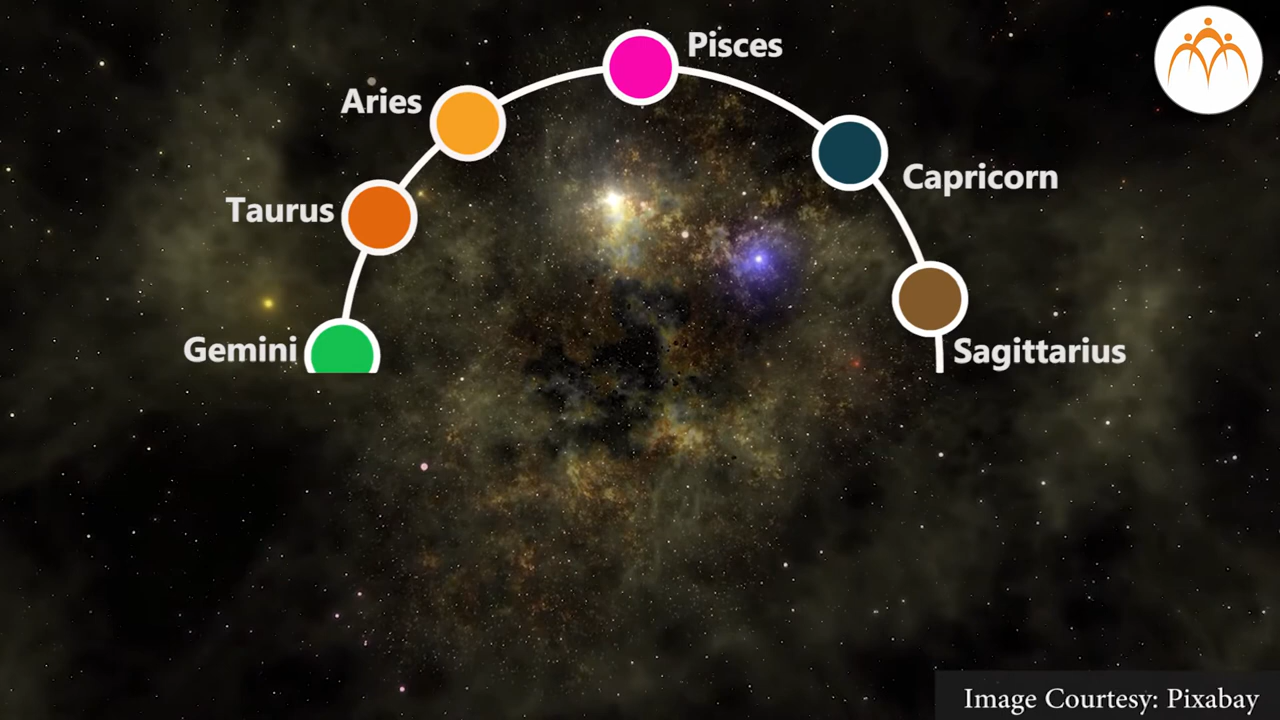 Pisces
Aries
Capricorn
Taurus
Gemini
Sagittarius
Image Courtesy: Pixabay